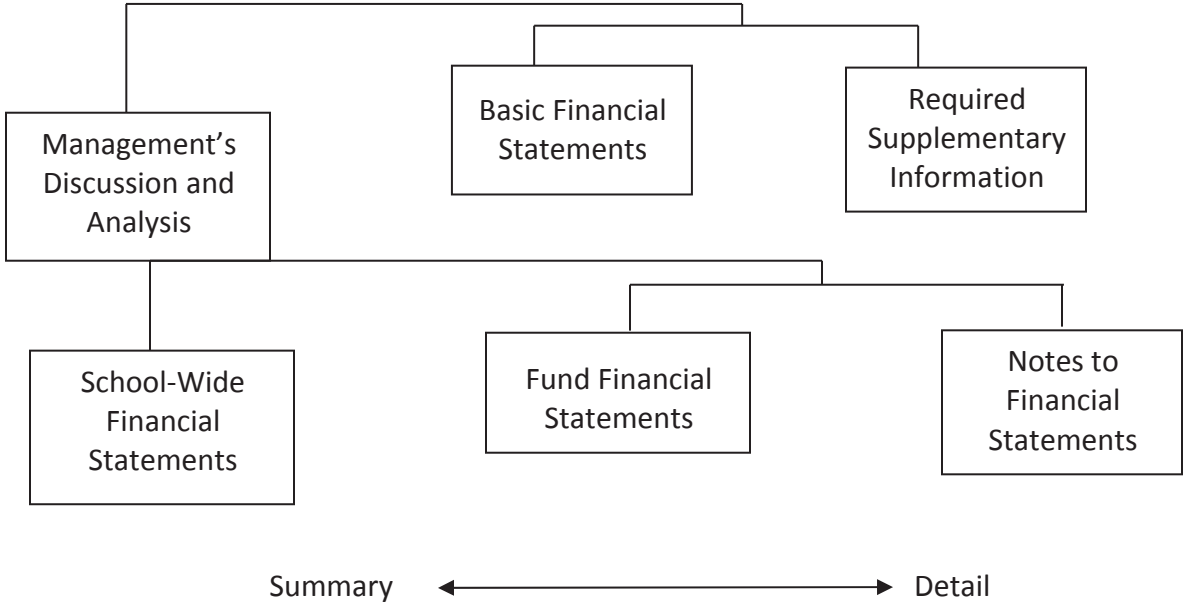 Management’s
Discussion and
Analysis
Basic Financial
Statements
Required
Supplementary
Information
School-Wide
Financial
Statements
Fund Financial
Statements
Notes to
Financial
Statements
Summary
Detail